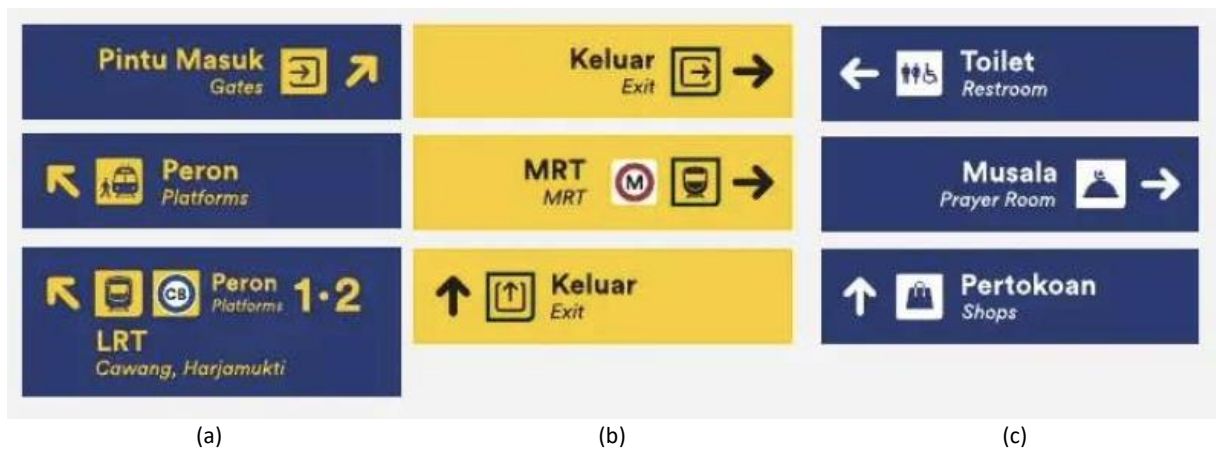 Pintu Masuk
Gates
Peron
Platforms
CB
Peron
Platforms
1·2
LRT
Cawang, Harjamukti
(a)
Keluar
Exit
MRT
MRT
M
Keluar
Exit
(b)
Toilet
Restroom
Musala
Prayer Room
Pertokoan
Shops
(c)